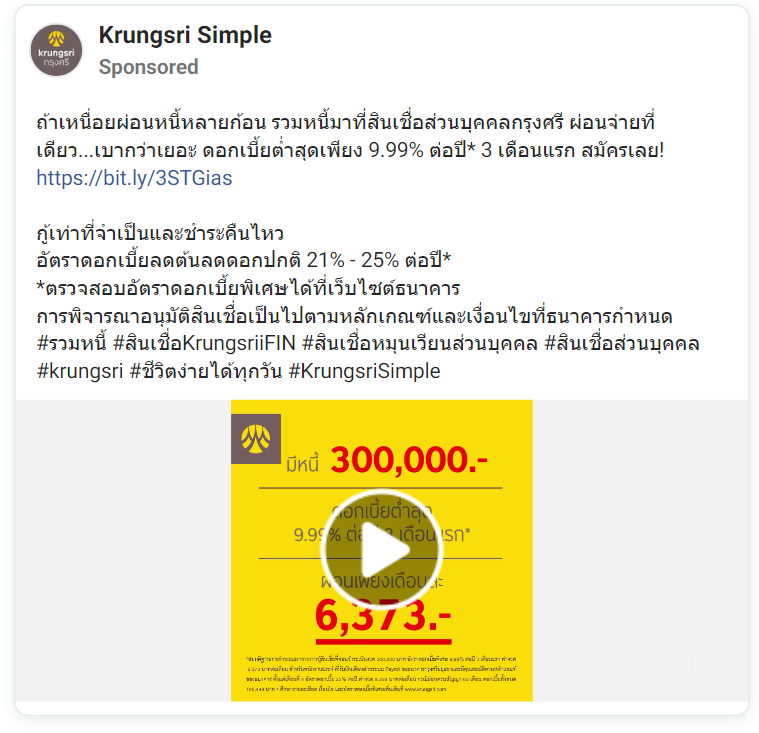 Krungsri Simple
krungsri
กรุงศรี
Sponsored
ถ้าเหนื่อยผ่อนหนี้หลายก้อน รวมหนี้มาที่สินเชื่อส่วนบุคคลกรุงศรี ผ่อนจ่ายที่
เดียว...เบากว่าเยอะ ดอกเบี้ยต่ำสุดเพียง 9.99% ต่อปี* 3 เดือนแรก สมัครเลย!
https://bit.ly/3STGias
กู้เท่าที่จำเป็นและชำระคืนไหว
อัตราดอกเบี้ยลดต้นลดดอกปกติ 21% - 25% ต่อปี*
*ตรวจสอบอัตราดอกเบี้ยพิเศษได้ที่เว็บไซต์ธนาคาร
การพิจารณาอนุมัติสินเชื่อเป็นไปตามหลักเกณฑ์และเงื่อนไขที่ธนาคารกำหนด
#รวมหนี้ #สินเชื่อKrungsriiFIN #สินเชื่อหมุนเวียนส่วนบุคคล #สินเชื่อส่วนบุคคล
#krungsri #ชีวิตง่ายได้ทุกวัน #KrungsriSimple
มีหนี้ 300,000.-
ดอกเบี้ยต่ำสุด
9.99% ต่อปี 3 เดือนแรก*
ผ่อนเพียงเดือนละ
6,373.-